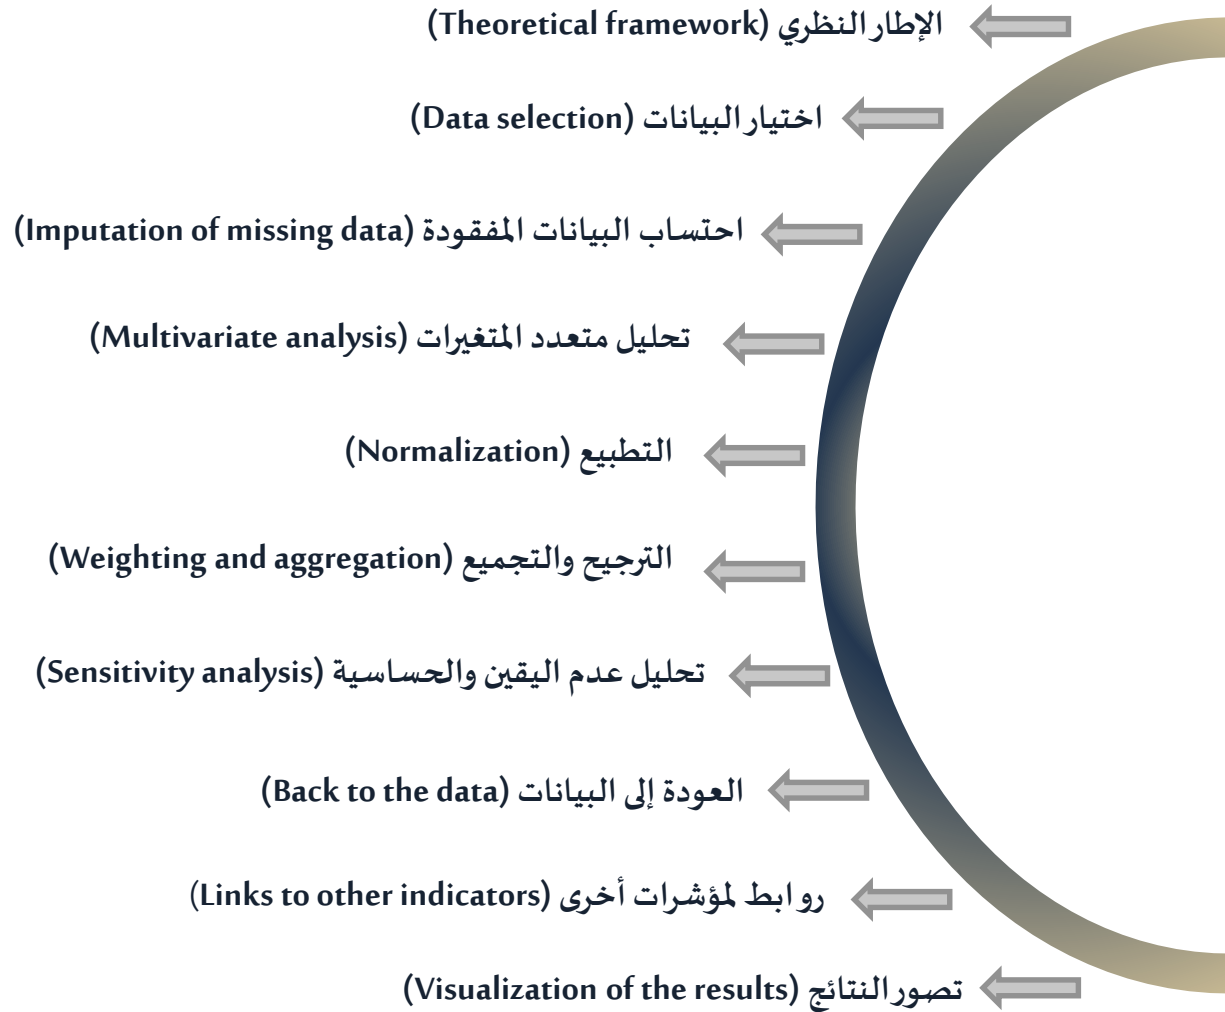 الإطار النظري (Theoretical framework)
اختيار البيانات (Data selection)
احتساب البيانات المفقودة (Imputation of missing data)
تحليل متعدد المتغيرات (Multivariate analysis)
التطبيع (Normalization)
الترجيح والتجميع (Weighting and aggregation)
تحليل عدم اليقين والحساسية (Sensitivity analysis)
العودة إلى البيانات (Back to the data)
روابط لمؤشرات أخرى (Links to other indicators)
تصور النتائج (Visualization of the results)